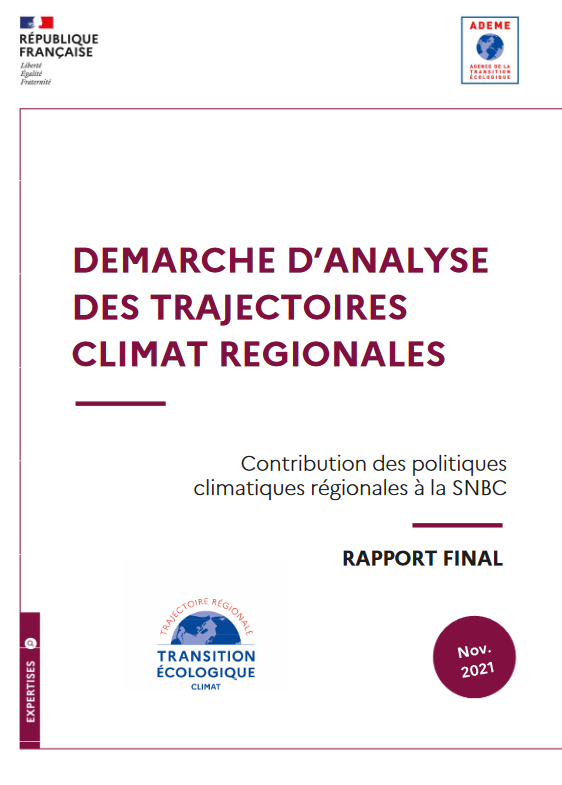 RÉPUBLIQUE
FRANÇAISE
Liberté
Égalité
Fraternité
ADEME
AGENCE DE LA
TRANSITION
ÉCOLOGIQUE
DEMARCHE D'ANALYSE
DES TRAJECTOIRES
CLIMAT REGIONALES
Contribution des politiques
climatiques régionales à la SNBC
RAPPORT FINAL
TRAJECTOIRE RÉGIONALE
TRANSITION
ÉCOLOGIQUE
CLIMAT
Nov.
2021
EXPERTISES